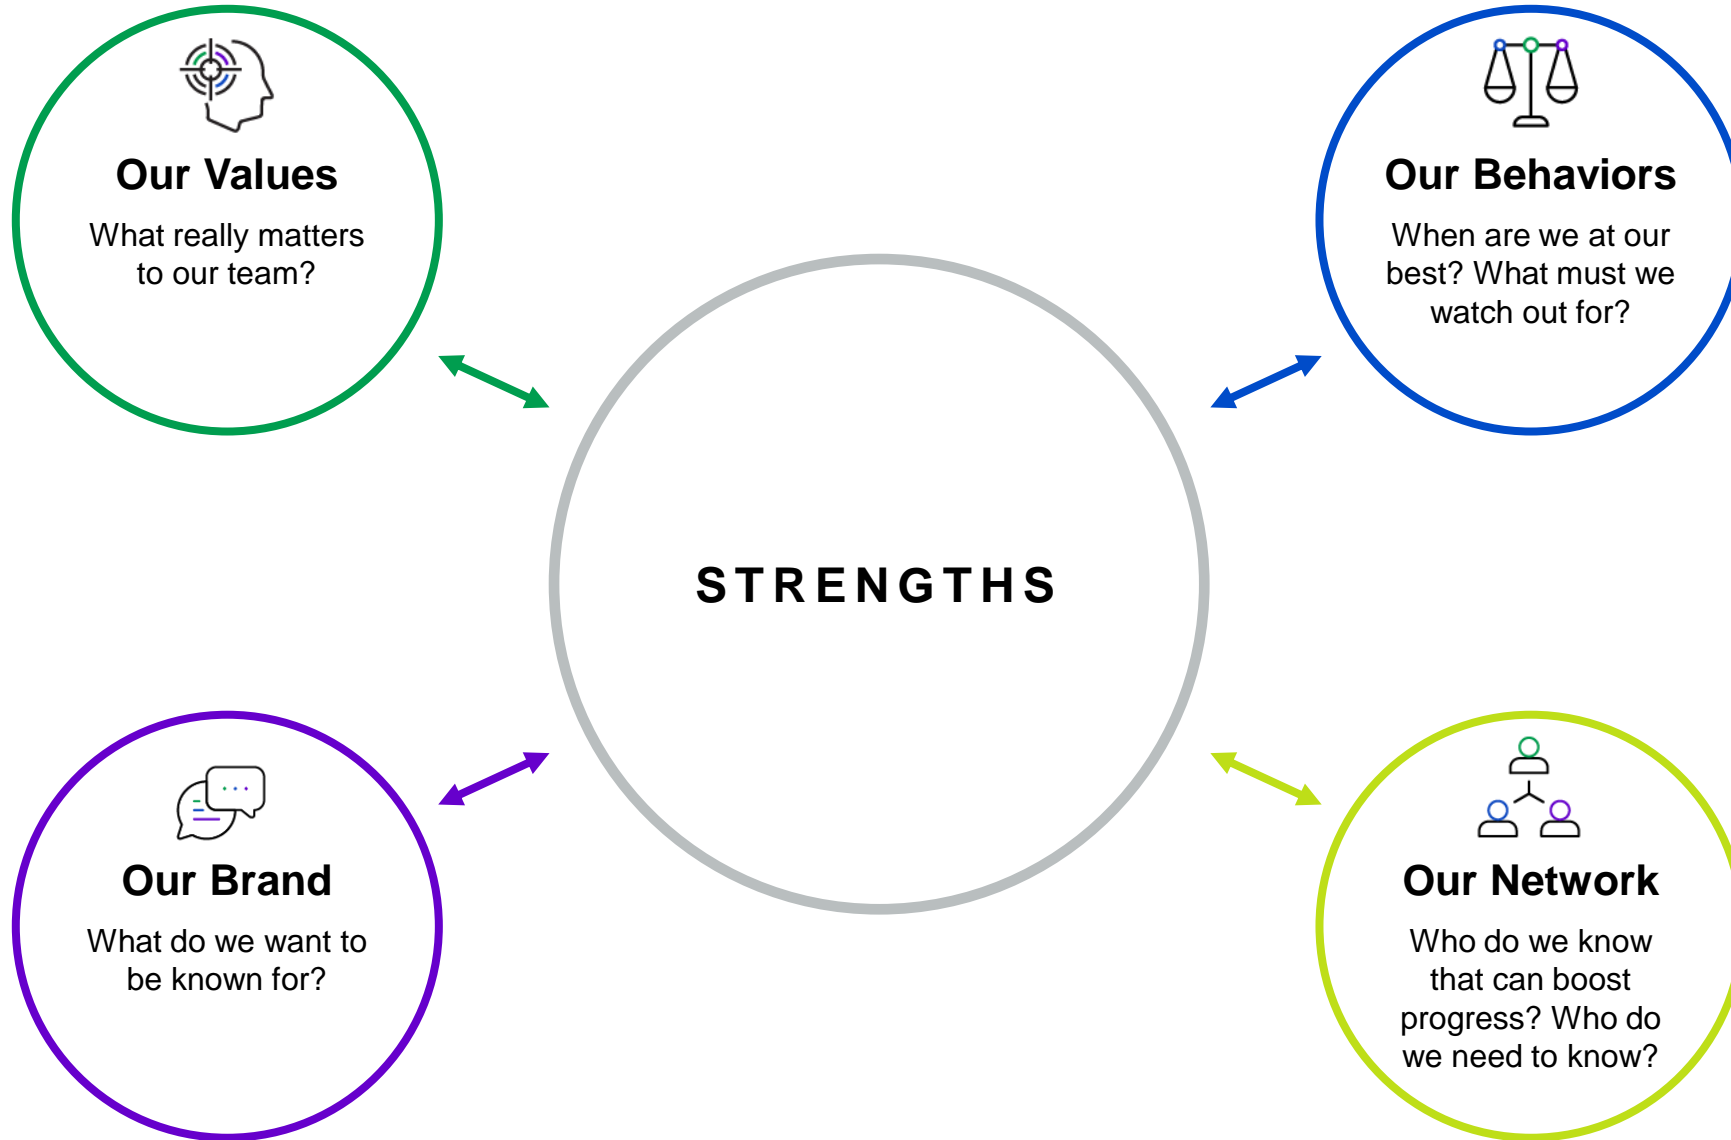 Our Values
What really matters
to our team?
Our Behaviors
When are we at our
best? What must we
watch out for?
STRENGTHS
Our Brand
What do we want to
be known for?
Our Network
Who do we know
that can boost
progress? Who do
we need to know?